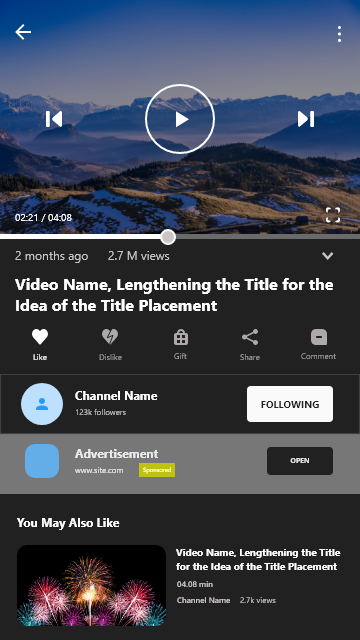 02:21 / 04:08
2 months ago 2.7 M views
Video Name, Lengthening the Title for the
Idea of the Title Placement
Like Dislike Gift Share Comment
Channel Name
123k followers
FOLLOWING
Advertisement
www.site.com Sponsored
OPEN
You May Also Like
Video Name, Lengthening the Title
for the Idea of the Title Placement
04.08 min
Channel Name 2.7k views